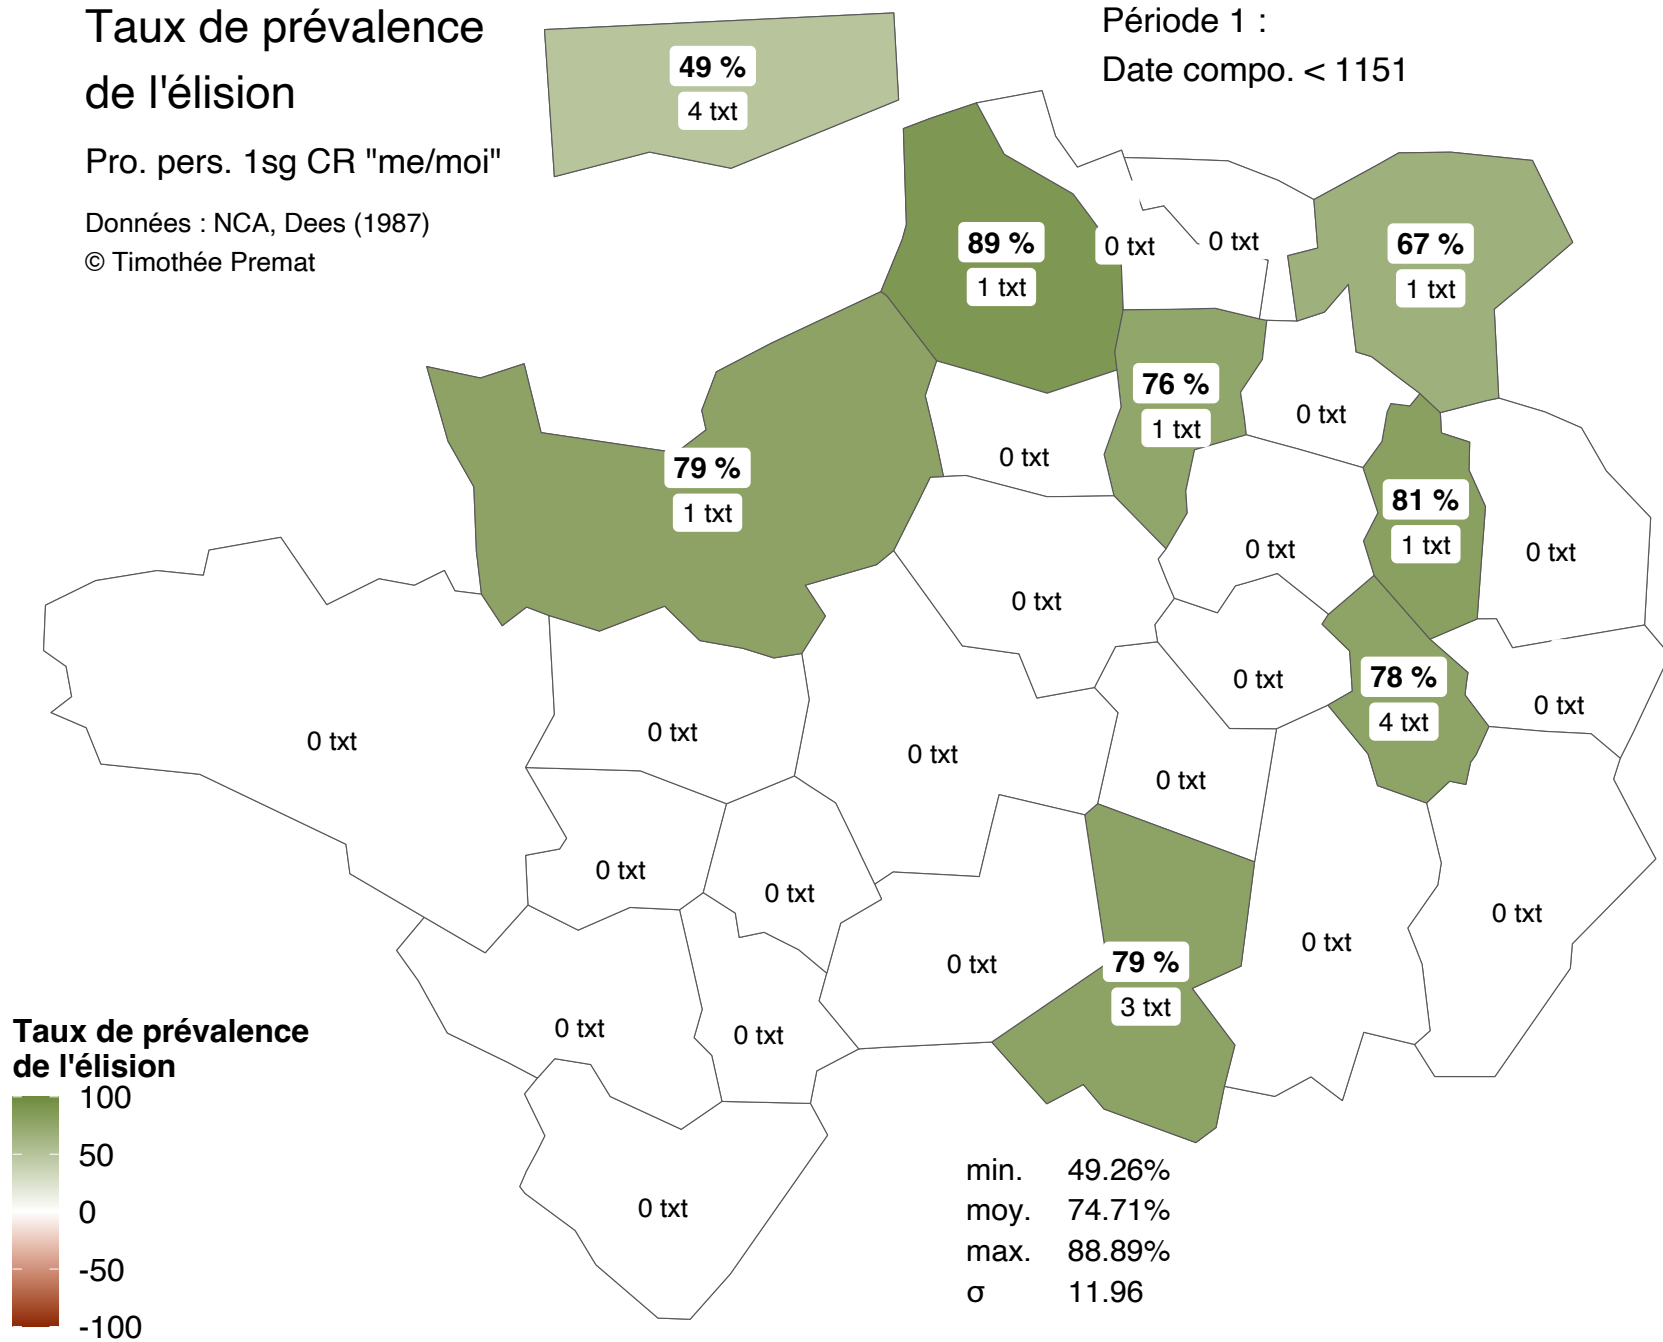 Taux de prévalence
de l'élision
Pro. pers. 1sg CR "me/moi"
Données : NCA, Dees (1987)
© Timothée Premat
Période 1 :
Date compo. < 1151
49 %
4 txt
89 %
1 txt
0 txt
0 txt
67 %
1 txt
76 %
1 txt
0 txt
0 txt
79 %
1 txt
81 %
1 txt
0 txt
0 txt
0 txt
0 txt
78 %
4 txt
0 txt
0 txt
0 txt
0 txt
0 txt
0 txt
0 txt
0 txt
0 txt
79 %
3 txt
0 txt
0 txt
0 txt
0 txt
0 txt
Taux de prévalence
de l'élision
100
50
0
-50
-100
min. 49.26%
moy. 74.71%
max. 88.89%
σ 11.96